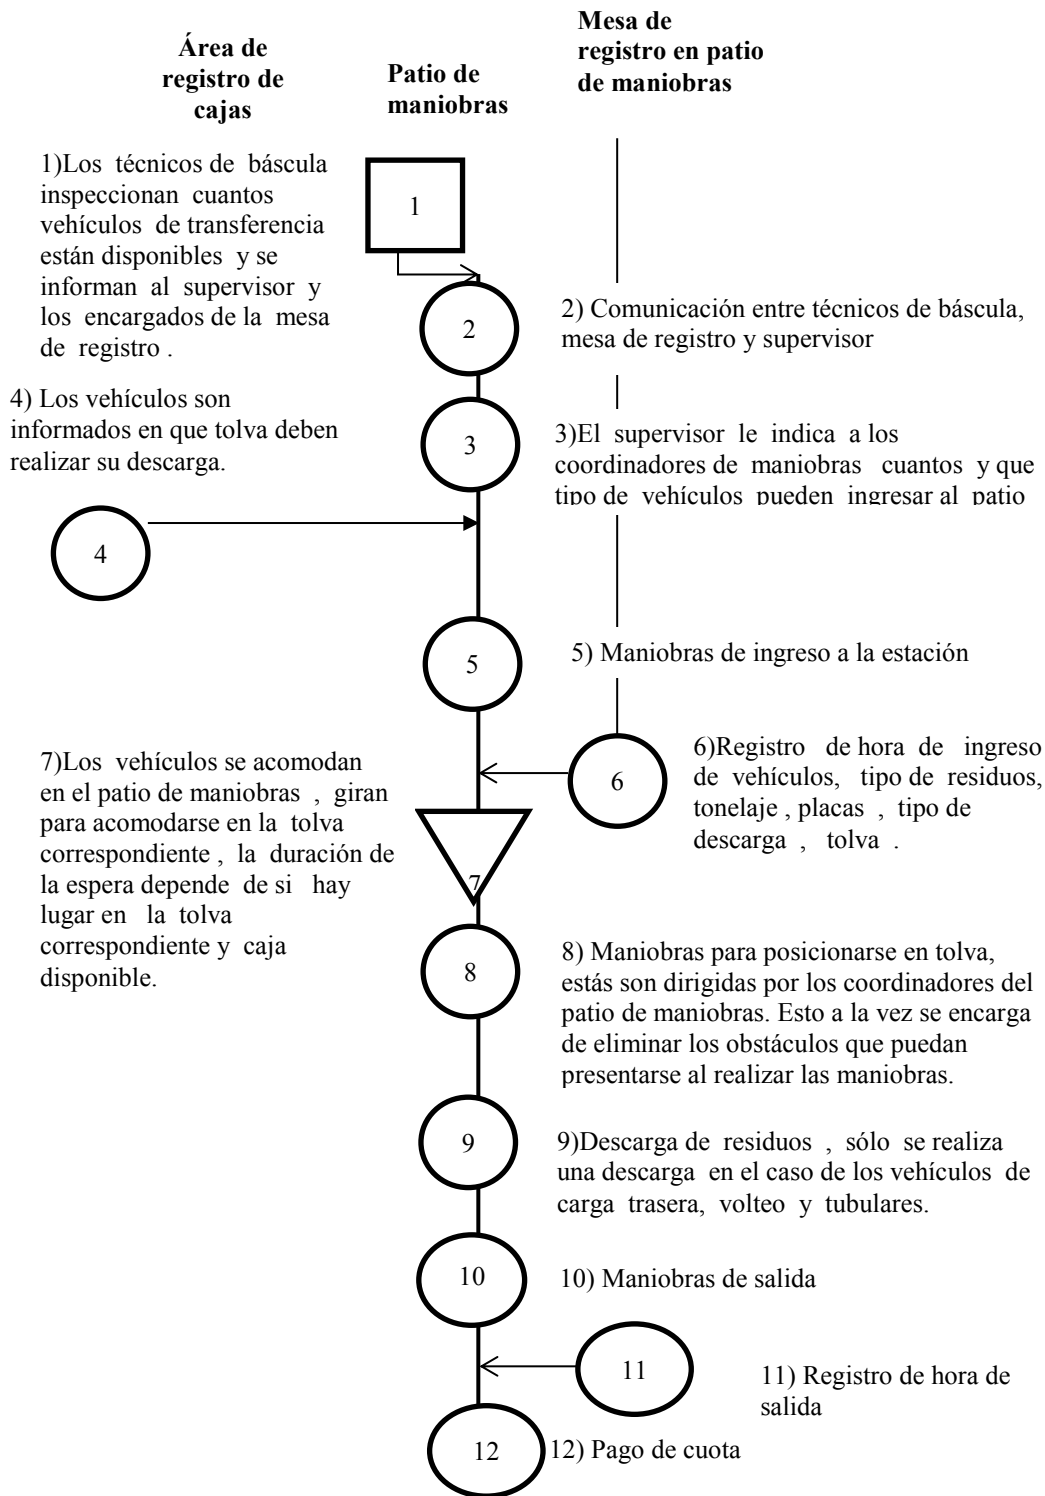 Área de
registro de
cajas
Patio de
maniobras
Mesa de
registro en patio
de maniobras
1)Los técnicos de báscula
inspeccionan cuantos
vehículos de transferencia
están disponibles y se
informan al supervisor y
los encargados de la mesa
de registro .
1
2
2) Comunicación entre técnicos de báscula,
mesa de registro y supervisor
4) Los vehículos son
informados en que tolva deben
realizar su descarga.
3
3)El supervisor le indica a los
coordinadores de maniobras cuantos y que
tipo de vehículos pueden ingresar al patio
4
5
5) Maniobras de ingreso a la estación
6
6)Registro de hora de ingreso
de vehículos, tipo de residuos,
tonelaje , placas , tipo de
descarga , tolva .
7)Los vehículos se acomodan
en el patio de maniobras , giran
para acomodarse en la tolva
correspondiente , la duración de
la espera depende de si hay
lugar en la tolva
correspondiente y caja
disponible.
7
8
8) Maniobras para posicionarse en tolva,
estás son dirigidas por los coordinadores del
patio de maniobras. Esto a la vez se encarga
de eliminar los obstáculos que puedan
presentarse al realizar las maniobras.
9
9)Descarga de residuos , sólo se realiza
una descarga en el caso de los vehículos de
carga trasera, volteo y tubulares.
10
10) Maniobras de salida
11
11) Registro de hora de
salida
12
12) Pago de cuota